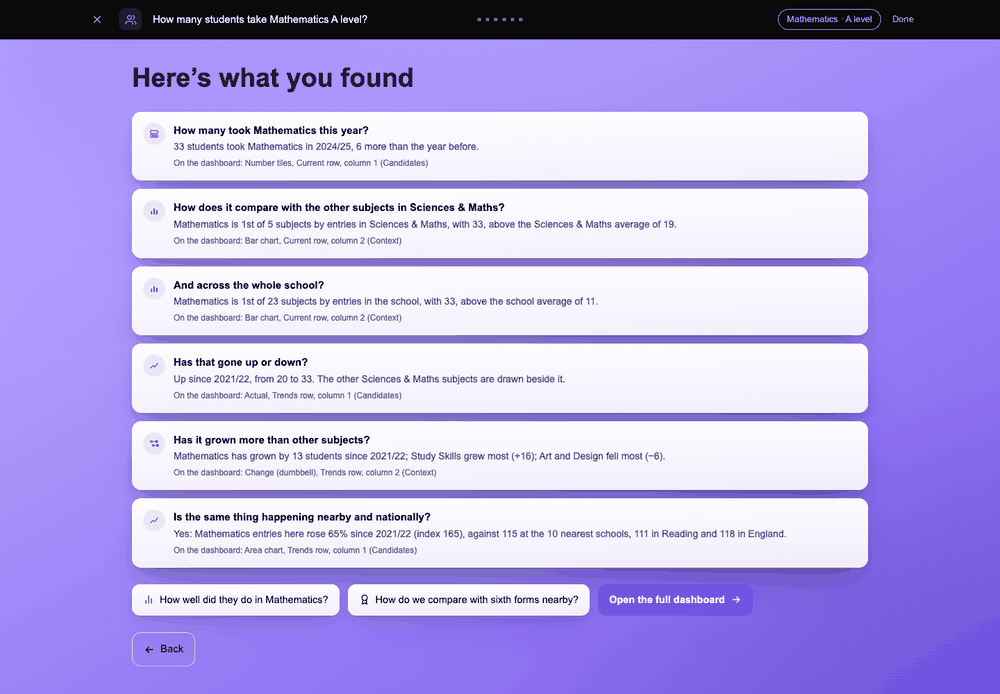 How many students take Mathematics A level?
Mathematics · A level
Done
Here’s what you found
How many took Mathematics this year?
33 students took Mathematics in 2024/25, 6 more than the year before.
On the dashboard: Number tiles, Current row, column 1 (Candidates)
How does it compare with the other subjects in Sciences & Maths?
Mathematics is 1st of 5 subjects by entries in Sciences & Maths, with 33, above the Sciences & Maths average of 19.
On the dashboard: Bar chart, Current row, column 2 (Context)
And across the whole school?
Mathematics is 1st of 23 subjects by entries in the school, with 33, above the school average of 11.
On the dashboard: Bar chart, Current row, column 2 (Context)
Has that gone up or down?
Up since 2021/22, from 20 to 33. The other Sciences & Maths subjects are drawn beside it.
On the dashboard: Actual, Trends row, column 1 (Candidates)
Has it grown more than other subjects?
Mathematics has grown by 13 students since 2021/22; Study Skills grew most (+16); Art and Design fell most (−6).
On the dashboard: Change (dumbbell), Trends row, column 2 (Context)
Is the same thing happening nearby and nationally?
Yes: Mathematics entries here rose 65% since 2021/22 (index 165), against 115 at the 10 nearest schools, 111 in Reading and 118 in England.
On the dashboard: Area chart, Trends row, column 1 (Candidates)
How well did they do in Mathematics?
How do we compare with sixth forms nearby?
Open the full dashboard →
← Back